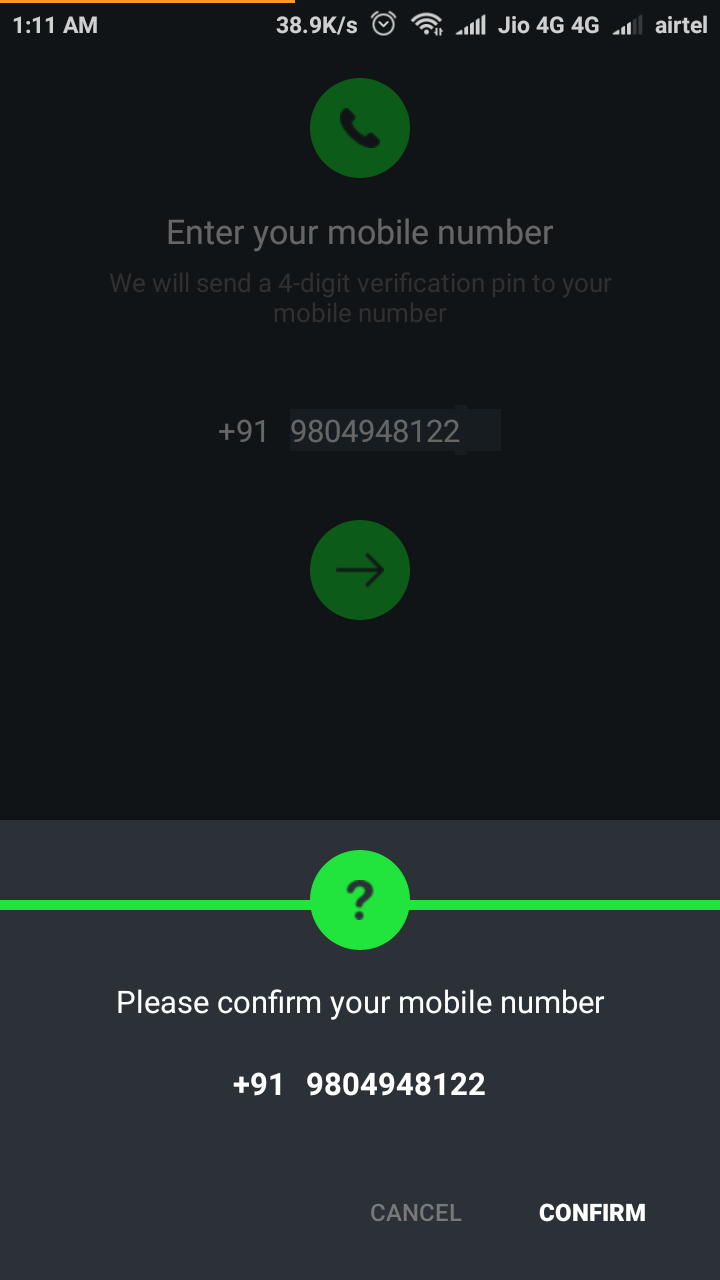 1:11 AM 38.9K/s Jio 4G 4G airtel
Enter your mobile number
We will send a 4-digit verification pin to your
mobile number
+91 9804948122
?
Please confirm your mobile number
+91 9804948122
CANCEL CONFIRM